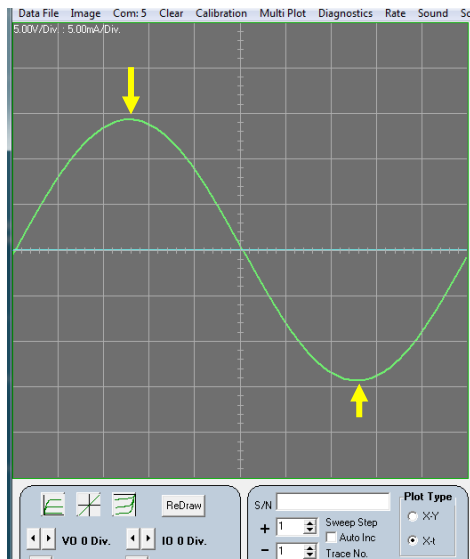 Data File Image Com: 5 Clear Calibration Multi Plot Diagnostics Rate Sound
5.00V/Div. : 5.00mA/Div.
ReDraw
VO 0 Div. IO 0 Div.
S/N
+ 1 Sweep Step
Auto Inc
- 1 Trace No.
Plot Type
X-Y
X-t